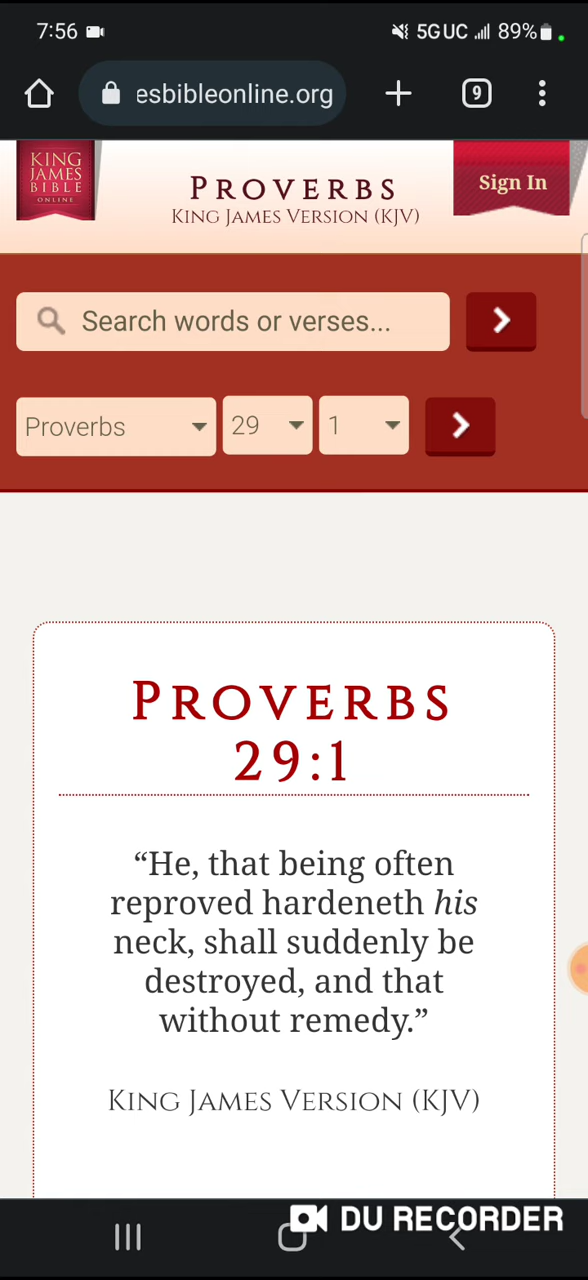 7:56 5G UC 89%
esbibleonline.org 9
KING
JAMES
BIBLE
ONLINE
PROVERBS
KING JAMES VERSION (KJV)
Sign In
Search words or verses...
Proverbs 29 1
PROVERBS
29:1
“He, that being often
reproved hardeneth his
neck, shall suddenly be
destroyed, and that
without remedy.”
KING JAMES VERSION (KJV)
DU RECORDER